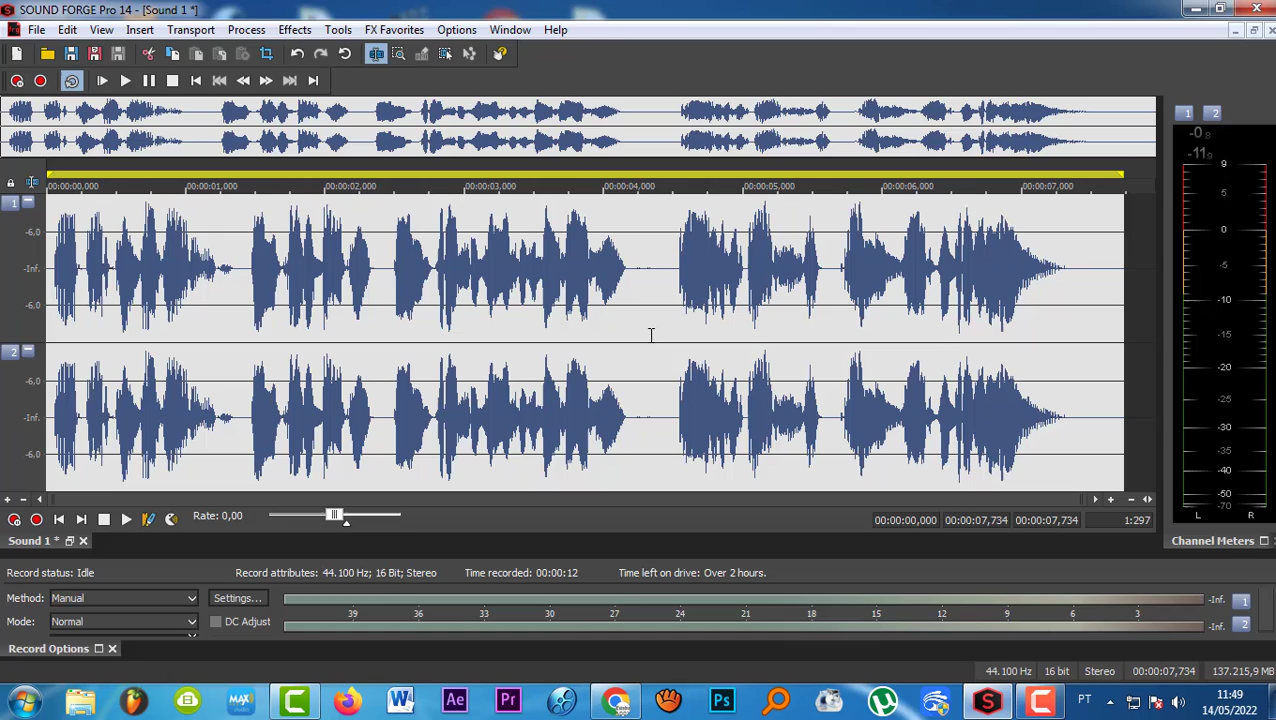 SOUND FORGE Pro 14 - [Sound 1 *]
File Edit View Insert Transport Process Effects Tools FX Favorites Options Window Help
1 2
-0 8
-11 9
00:00:00,000 00:00:01,000 00:00:02,000 00:00:03,000 00:00:04,000 00:00:05,000 00:00:06,000 00:00:07,000
1
-6.0
-Inf.
-6.0
2
-6.0
-Inf.
-6.0
9
5
0
-5
-10
-15
-20
-25
-30
-35
-40
-50
-70
L R
Rate: 0,00
00:00:00,000 00:00:07,734 00:00:07,734 1:297
Sound 1 *
Channel Meters
Record status: Idle Record attributes: 44.100 Hz; 16 Bit; Stereo Time recorded: 00:00:12 Time left on drive: Over 2 hours.
Method: Manual Settings... -Inf. 1
39 36 33 30 27 24 21 18 15 12 9 6 3
Mode: Normal DC Adjust -Inf. 2
Record Options
44.100 Hz 16 bit Stereo 00:00:07,734 137.215,9 MB
MAX W Ae Pr Ps S PT
11:49
14/05/2022